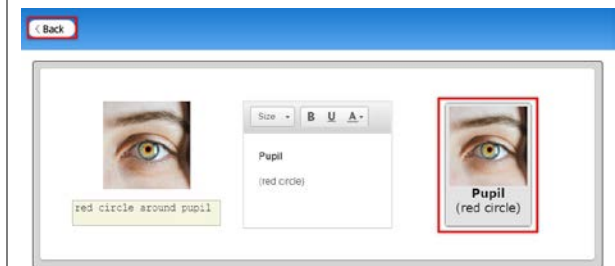 < Back
Size
B U A
Pupil
(red circle)
red circle around pupil
Pupil
(red circle)